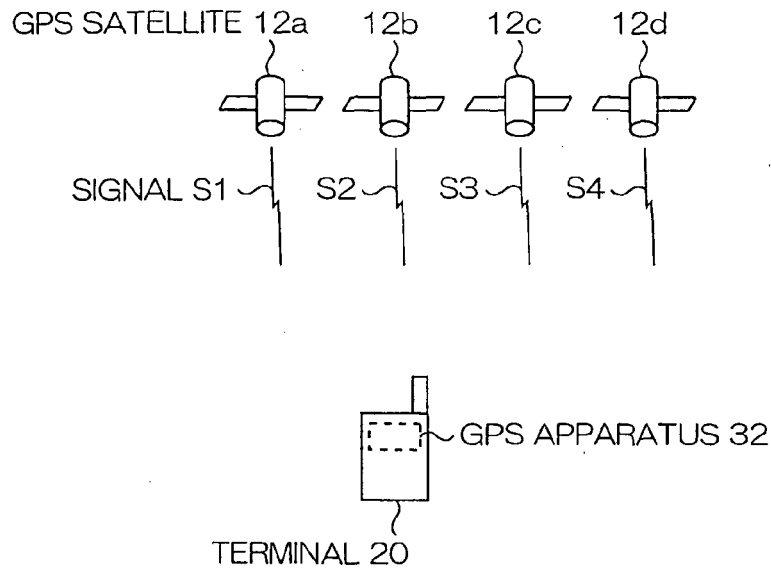 GPS SATELLITE 12a 12b 12c 12d
SIGNAL S1 S2 S3 S4
GPS APPARATUS 32
TERMINAL 20